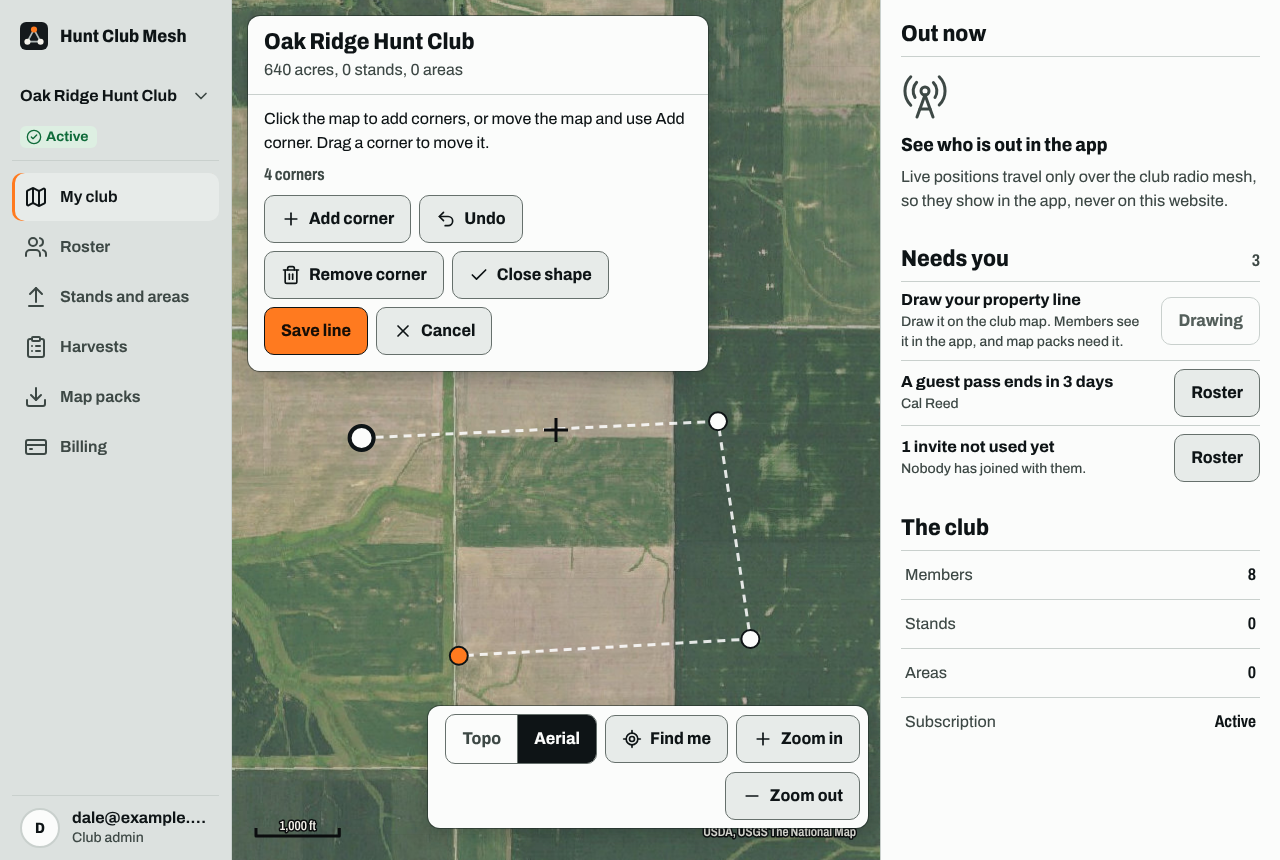 Hunt Club Mesh
Oak Ridge Hunt Club
Active
My club
Roster
Stands and areas
Harvests
Map packs
Billing
D
dale@example....
Club admin
Oak Ridge Hunt Club
640 acres, 0 stands, 0 areas
Click the map to add corners, or move the map and use Add
corner. Drag a corner to move it.
4 corners
Add corner
Undo
Remove corner
Close shape
Save line
Cancel
Topo
Aerial
Find me
Zoom in
Zoom out
1,000 ft
USDA, USGS The National Map
Out now
See who is out in the app
Live positions travel only over the club radio mesh,
so they show in the app, never on this website.
Needs you
3
Draw your property line
Draw it on the club map. Members see
it in the app, and map packs need it.
Drawing
A guest pass ends in 3 days
Cal Reed
Roster
1 invite not used yet
Nobody has joined with them.
Roster
The club
Members 8
Stands 0
Areas 0
Subscription Active